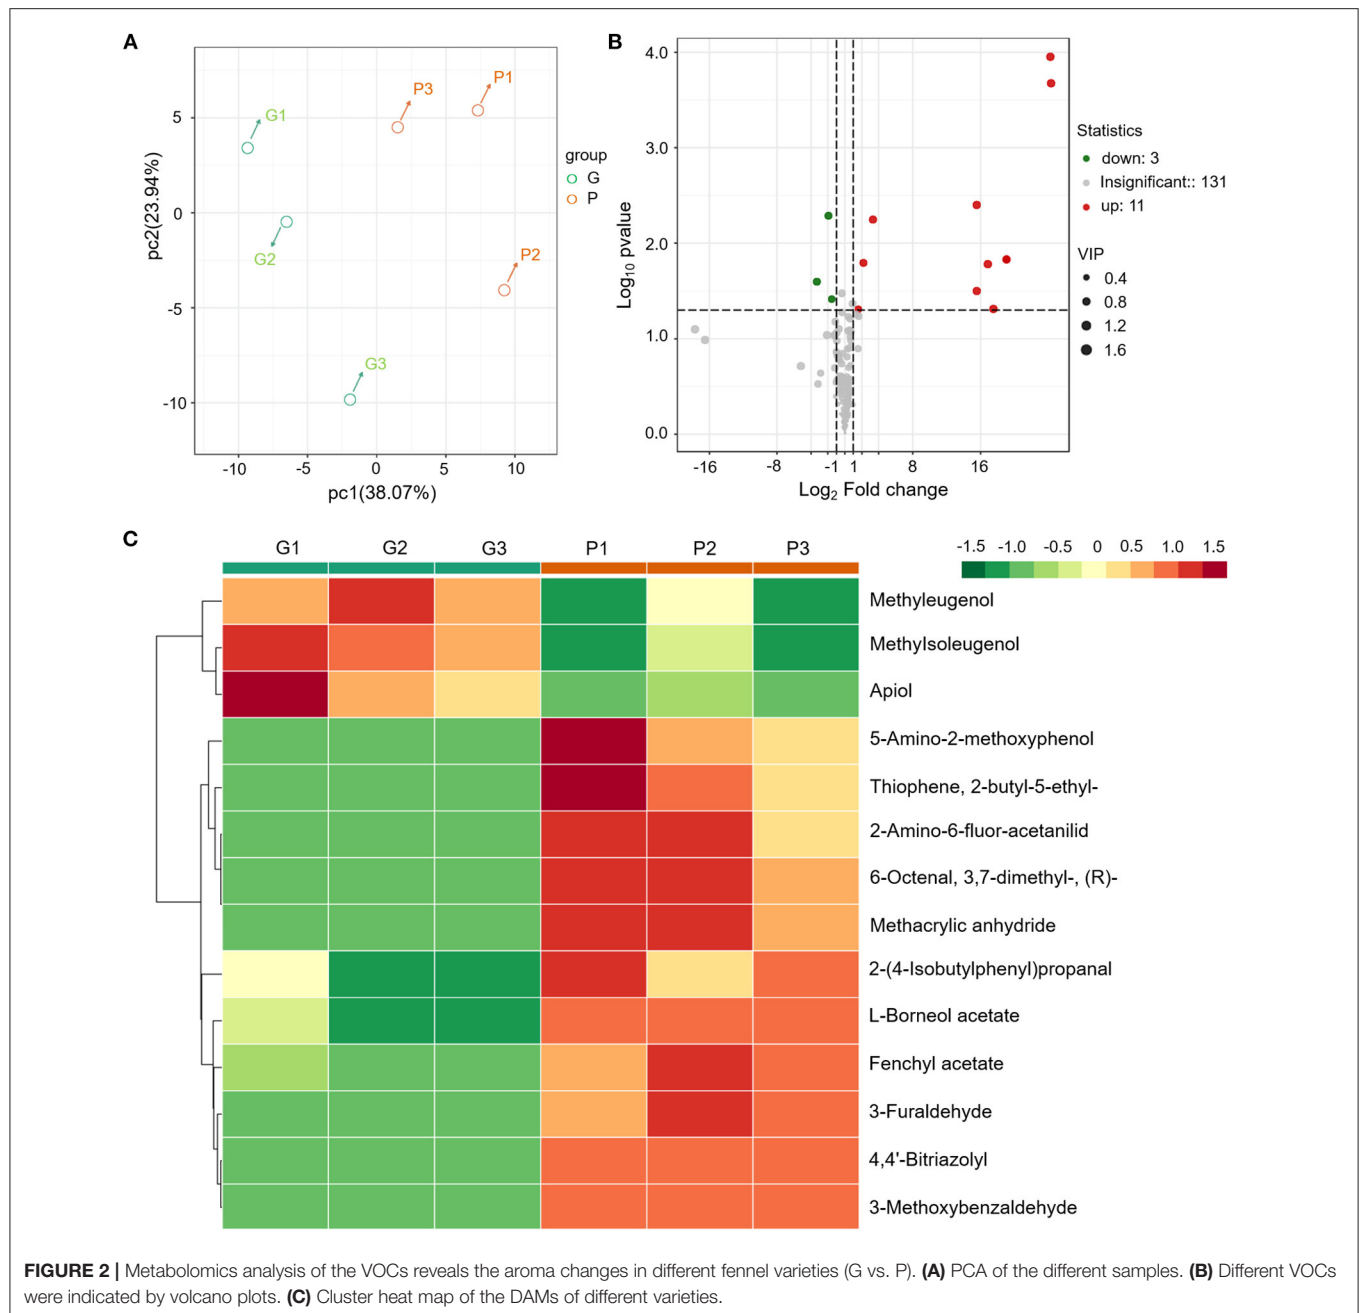 A
pc2(23.94%)
5
0
-5
-10
G1
G2
G3
P3
P1
P2
-10
-5
0
5
10
pc1(38.07%)
group
G
P
B
Log10 pvalue
4.0
3.0
2.0
1.0
0.0
-16
-8
-1
1
8
16
Log2 Fold change
Statistics
down: 3
Insignificant:: 131
up: 11
VIP
0.4
0.8
1.2
1.6
C
G1 G2 G3 P1 P2 P3
-1.5 -1.0 -0.5 0 0.5 1.0 1.5
Methyleugenol
Methylsoleugenol
Apiol
5-Amino-2-methoxyphenol
Thiophene, 2-butyl-5-ethyl-
2-Amino-6-fluor-acetanilid
6-Octenal, 3,7-dimethyl-, (R)-
Methacrylic anhydride
2-(4-Isobutylphenyl)propanal
L-Borneol acetate
Fenchyl acetate
3-Furaldehyde
4,4'-Bitriazolyl
3-Methoxybenzaldehyde
FIGURE 2 | Metabolomics analysis of the VOCs reveals the aroma changes in different fennel varieties (G vs. P). (A) PCA of the different samples. (B) Different VOCs
were indicated by volcano plots. (C) Cluster heat map of the DAMs of different varieties.